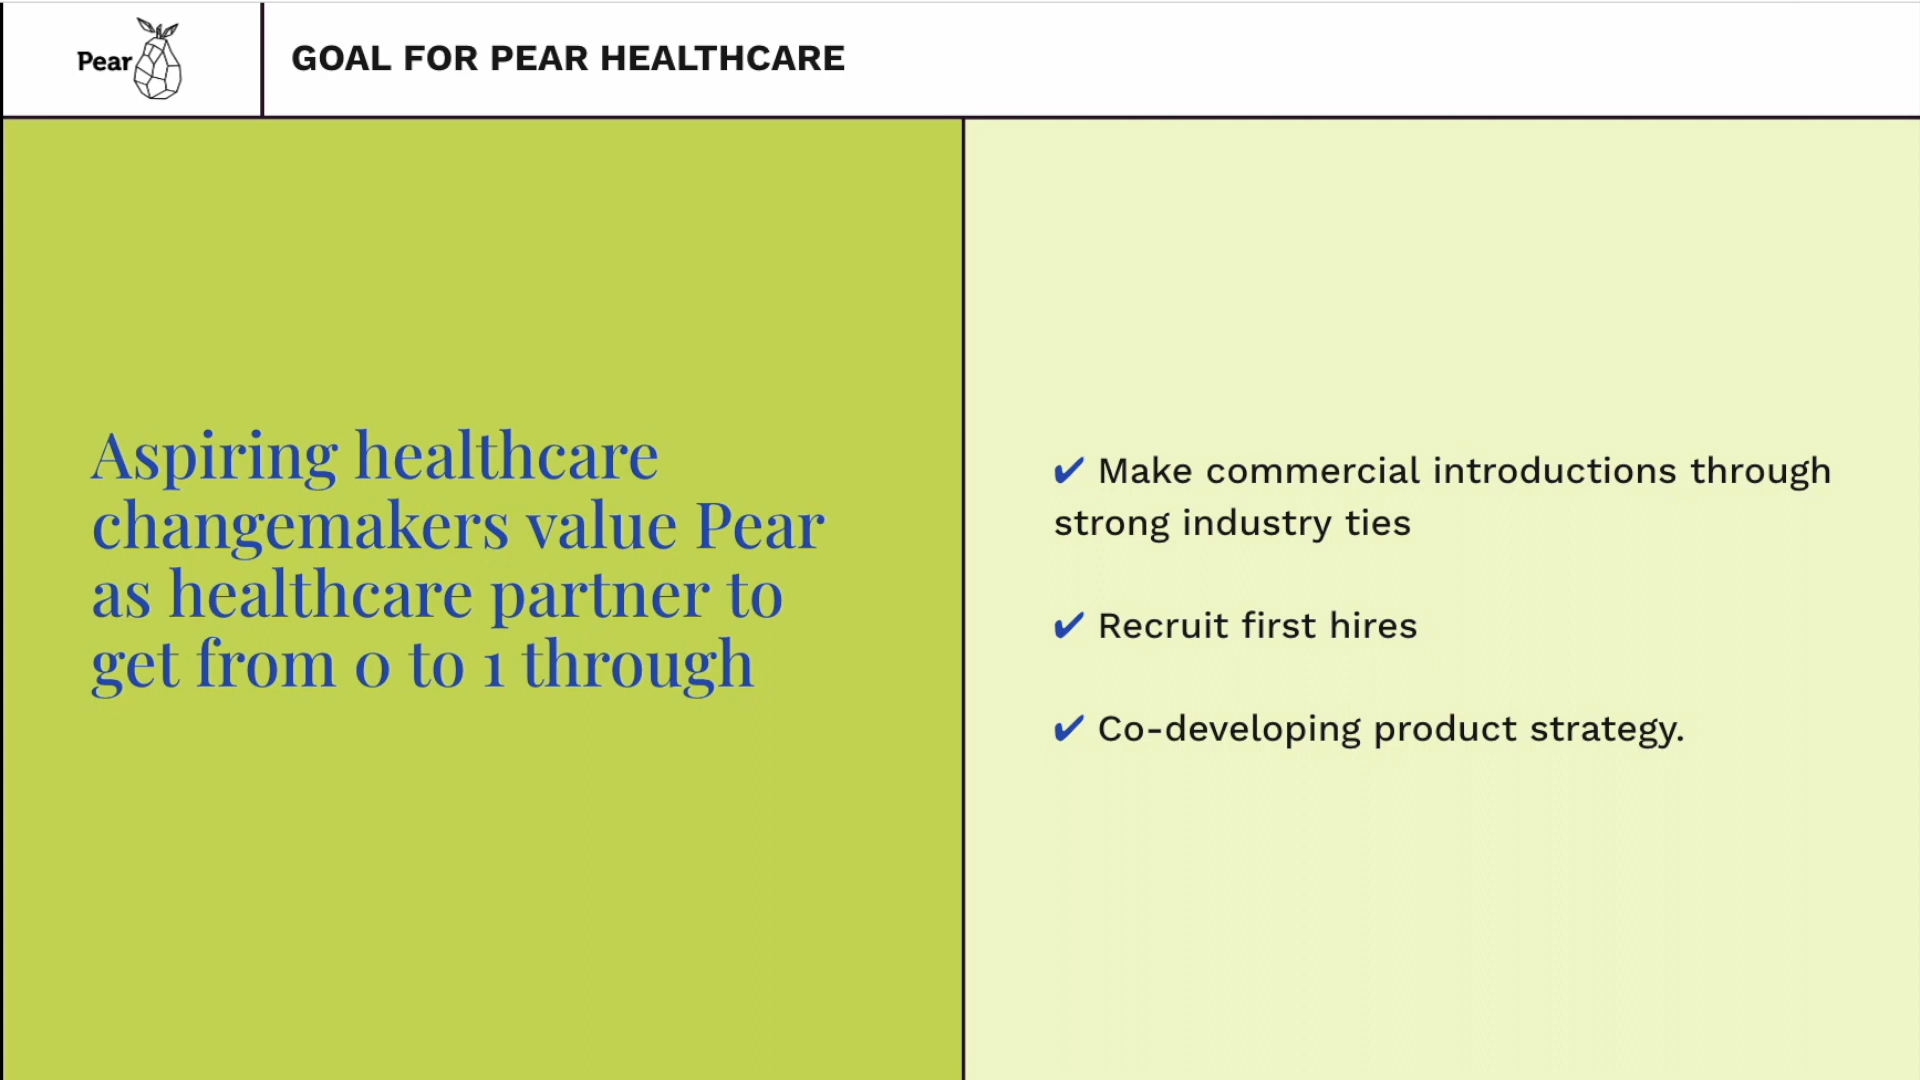 Pear
GOAL FOR PEAR HEALTHCARE
Aspiring healthcare
changemakers value Pear
as healthcare partner to
get from 0 to 1 through
✔ Make commercial introductions through
strong industry ties
✔ Recruit first hires
✔ Co-developing product strategy.